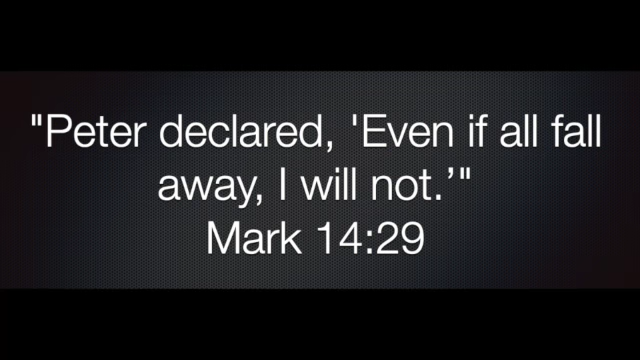 "Peter declared, 'Even if all fall
away, I will not.’"
Mark 14:29